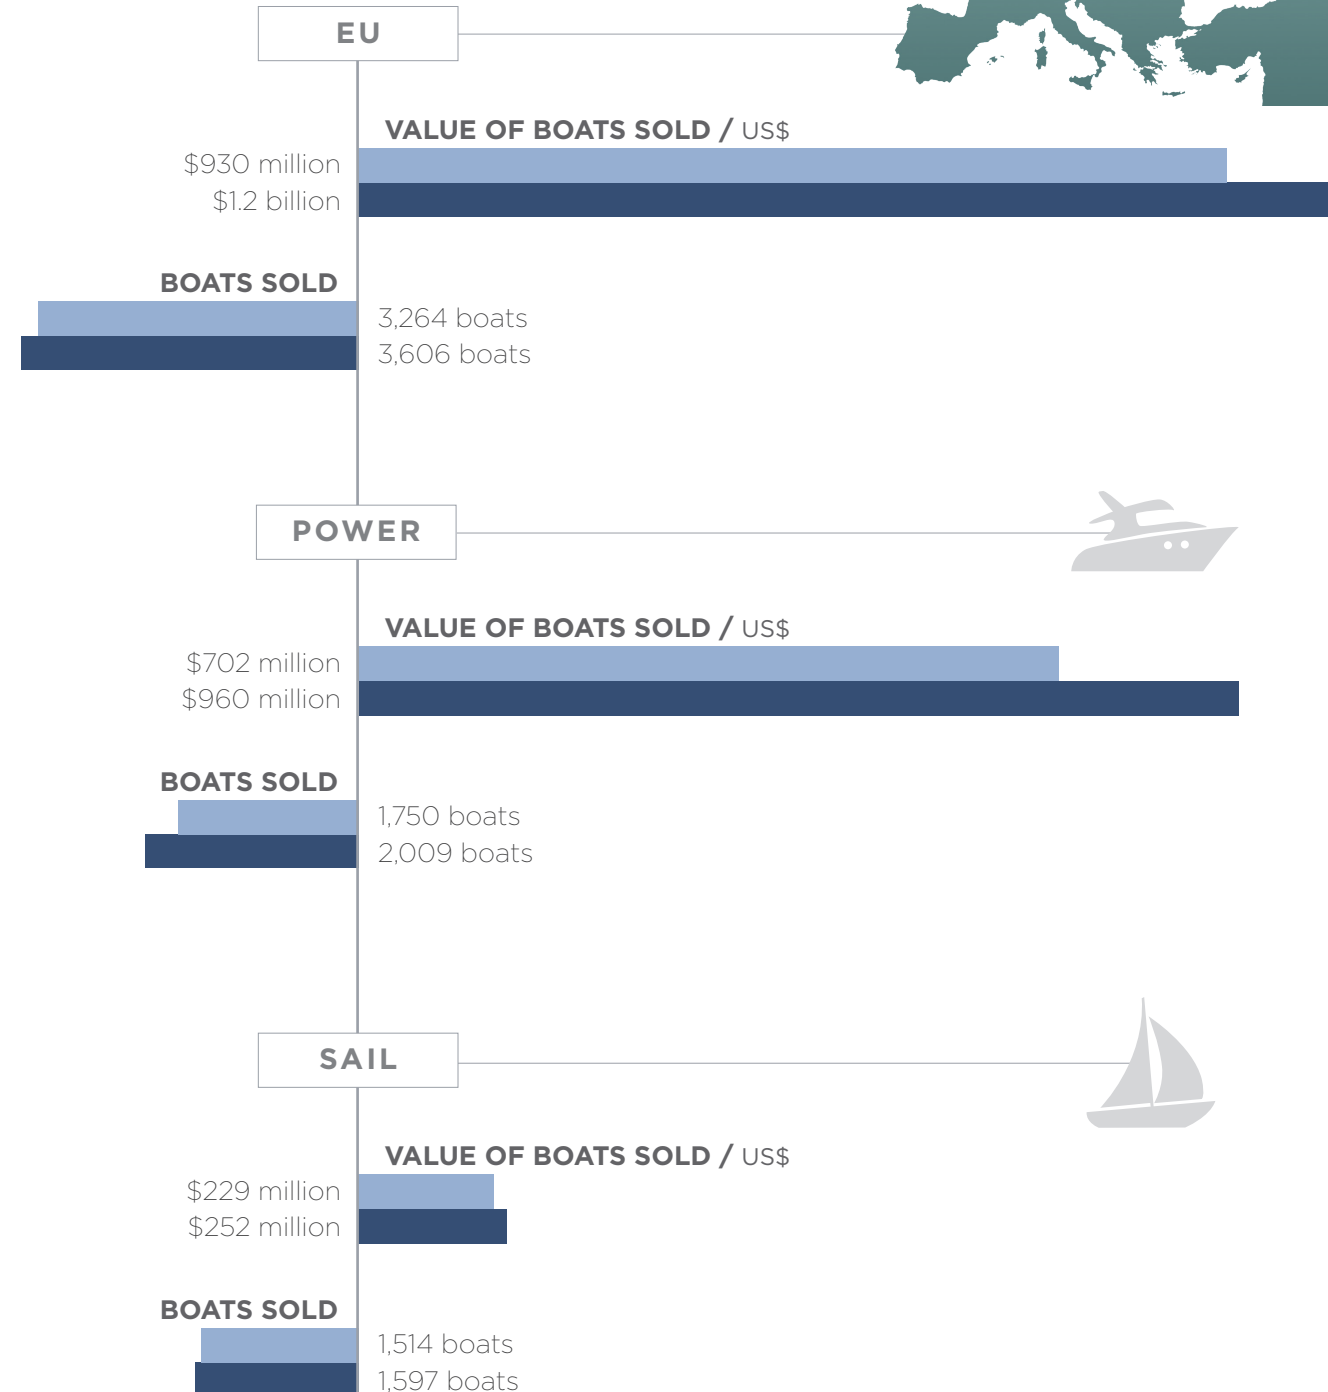 EU
VALUE OF BOATS SOLD / US$
$930 million
$1.2 billion
BOATS SOLD
3,264 boats
3,606 boats
POWER
VALUE OF BOATS SOLD / US$
$702 million
$960 million
BOATS SOLD
1,750 boats
2,009 boats
SAIL
VALUE OF BOATS SOLD / US$
$229 million
$252 million
BOATS SOLD
1,514 boats
1,597 boats